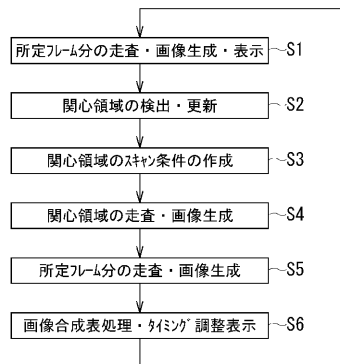 所定フレーム分の走査・画像生成・表示 S1
関心領域の検出・更新 S2
関心領域のスキャン条件の作成 S3
関心領域の走査・画像生成 S4
所定フレーム分の走査・画像生成 S5
画像合成表処理・タイミング調整表示 S6